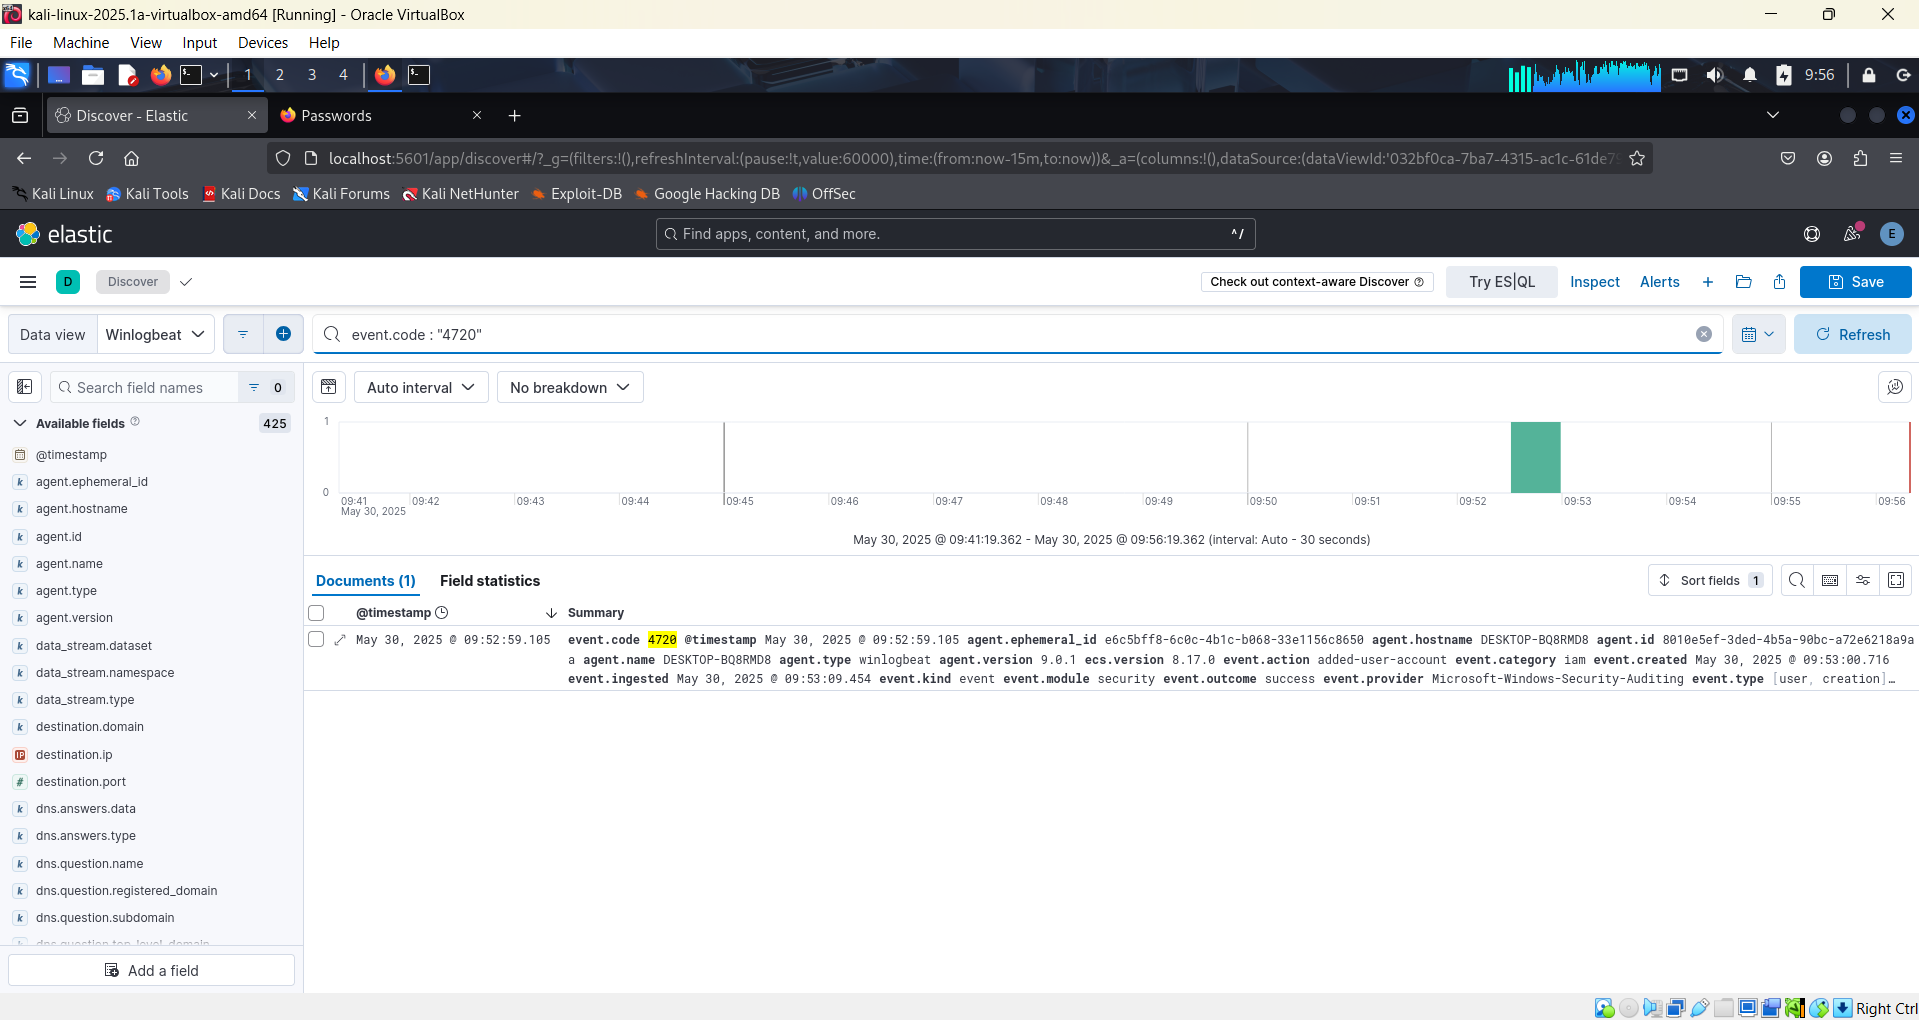 kali-linux-2025.1a-virtualbox-amd64 [Running] - Oracle VirtualBox
File Machine View Input Devices Help
1 2 3 4 9:56
Discover - Elastic Passwords
localhost:5601/app/discover#/?_g=(filters:!(),refreshInterval:(pause:!t,value:60000),time:(from:now-15m,to:now))&_a=(columns:!(),dataSource:(dataViewId:'032bf0ca-7ba7-4315-ac1c-61de79
Kali Linux Kali Tools Kali Docs Kali Forums Kali NetHunter Exploit-DB Google Hacking DB OffSec
elastic Find apps, content, and more. ^/ E
D Discover Check out context-aware Discover Try ES|QL Inspect Alerts Save
Data view Winlogbeat event.code : "4720" Refresh
Search field names 0 Auto interval No breakdown
Available fields 425
@timestamp
agent.ephemeral_id
agent.hostname
agent.id
agent.name
agent.type
agent.version
data_stream.dataset
data_stream.namespace
data_stream.type
destination.domain
destination.ip
destination.port
dns.answers.data
dns.answers.type
dns.question.name
dns.question.registered_domain
dns.question.subdomain
dns.question.top_level_domain
Add a field
1
0
09:41 09:42 09:43 09:44 09:45 09:46 09:47 09:48 09:49 09:50 09:51 09:52 09:53 09:54 09:55 09:56
May 30, 2025
May 30, 2025 @ 09:41:19.362 - May 30, 2025 @ 09:56:19.362 (interval: Auto - 30 seconds)
Documents (1) Field statistics Sort fields 1
@timestamp Summary
May 30, 2025 @ 09:52:59.105 event.code 4720 @timestamp May 30, 2025 @ 09:52:59.105 agent.ephemeral_id e6c5bff8-6c0c-4b1c-b068-33e1156c8650 agent.hostname DESKTOP-BQ8RMD8 agent.id 8010e5ef-3ded-4b5a-90bc-a72e6218a9a
a agent.name DESKTOP-BQ8RMD8 agent.type winlogbeat agent.version 9.0.1 ecs.version 8.17.0 event.action added-user-account event.category iam event.created May 30, 2025 @ 09:53:00.716
event.ingested May 30, 2025 @ 09:53:09.454 event.kind event event.module security event.outcome success event.provider Microsoft-Windows-Security-Auditing event.type [user, creation]…
Right Ctrl